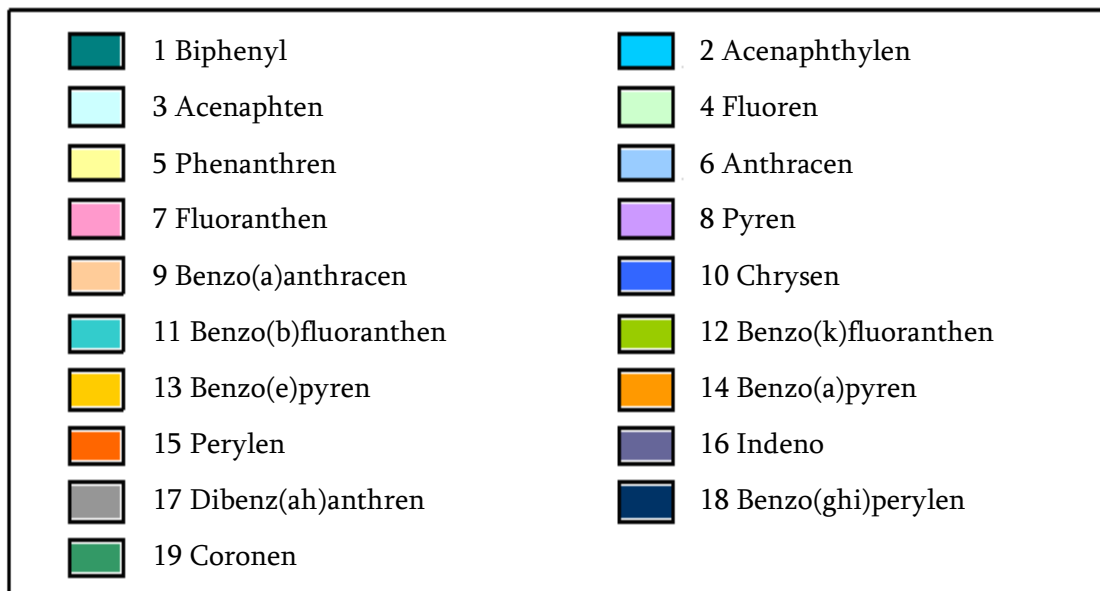 1 Biphenyl
2 Acenaphthylen
3 Acenaphten
4 Fluoren
5 Phenanthren
6 Anthracen
7 Fluoranthen
8 Pyren
9 Benzo(a)anthracen
10 Chrysen
11 Benzo(b)fluoranthen
12 Benzo(k)fluoranthen
13 Benzo(e)pyren
14 Benzo(a)pyren
15 Perylen
16 Indeno
17 Dibenz(ah)anthren
18 Benzo(ghi)perylen
19 Coronen